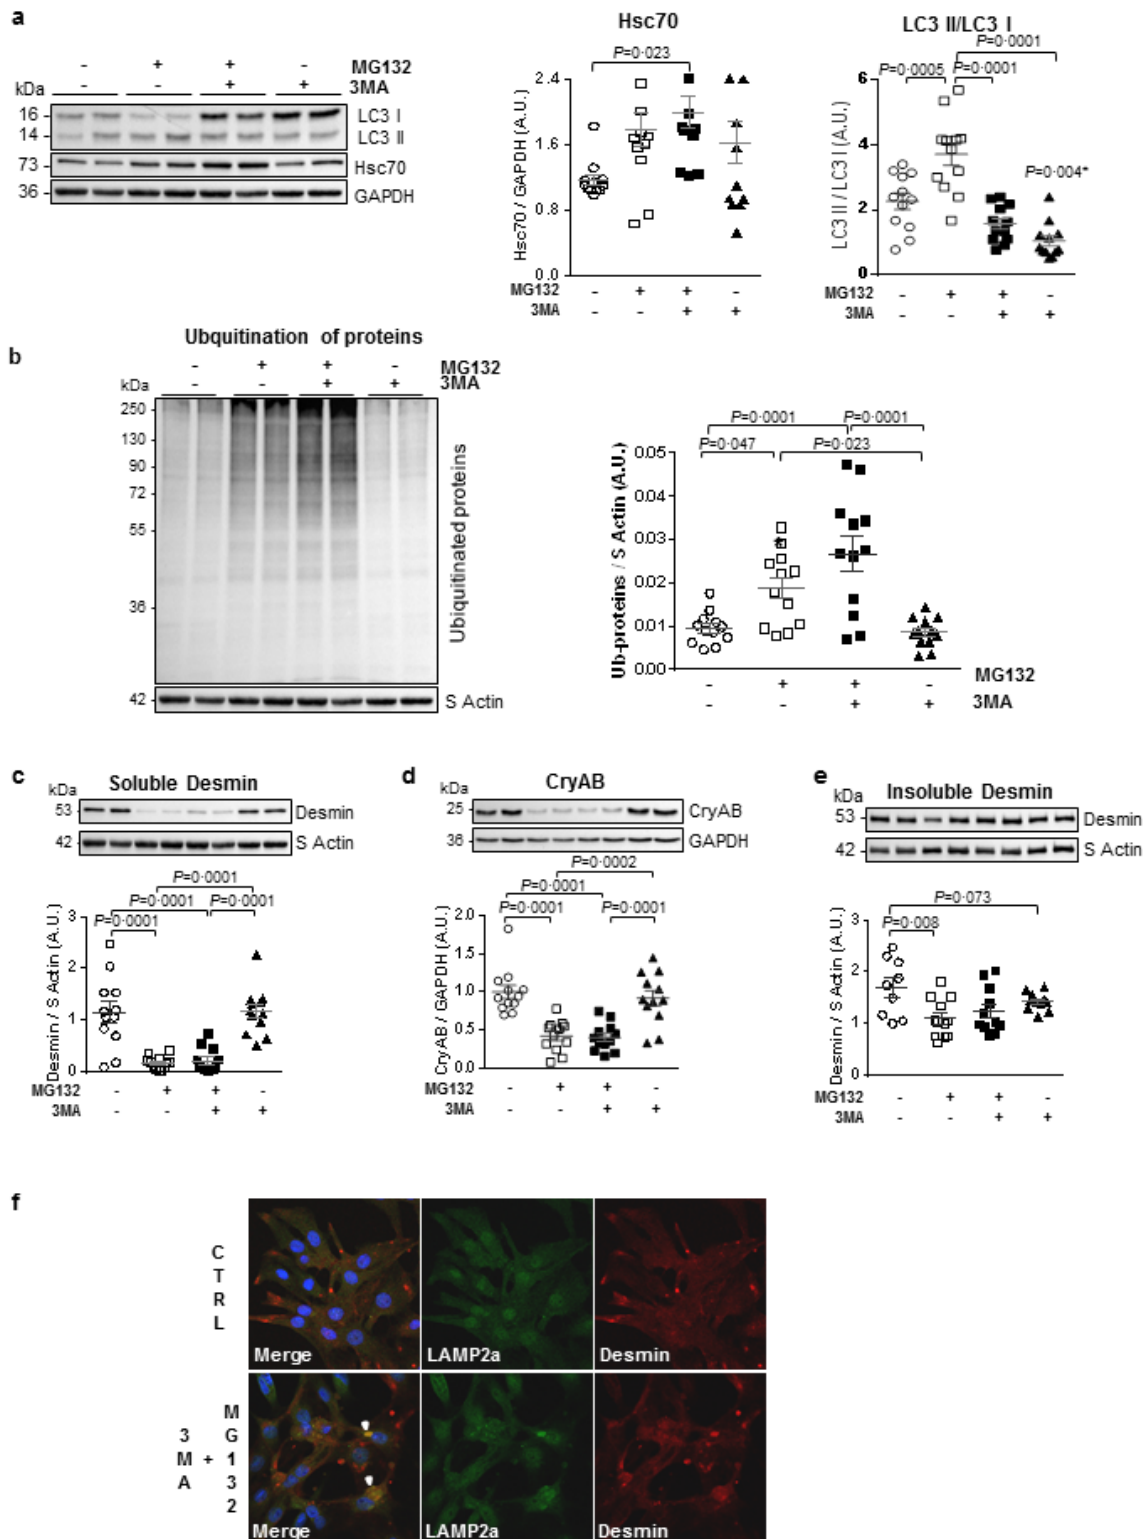 a
- + + - MG132
kDa - - + + 3MA
16 LC3 I
14 LC3 II
73 Hsc70
36 GAPDH
Hsc70
P=0·023
Hsc70 / GAPDH (A.U.)
2.4
1.6
0.8
0.0
MG132 - + + -
3MA - - + +
LC3 II/LC3 I
P=0·0001
P=0·0005 P=0·0001
P=0·004*
LC3 II / LC3 I (A.U.)
6
4
2
0
MG132 - + + -
3MA - - + +
b
Ubquitination of proteins
- + + - MG132
kDa - - + + 3MA
250
130
90
72
55
36
Ubiquitinated proteins
42 S Actin
P=0·0001 P=0·0001
P=0·047 P=0·023
Ub-proteins / S Actin (A.U.)
0.05
0.04
0.03
0.02
0.01
0.00
- + + - MG132
- - + + 3MA
c
Soluble Desmin
kDa
53 Desmin
42 S Actin
P=0·0001
P=0·0001 P=0·0001
P=0·0001
Desmin / S Actin (A.U.)
3
2
1
0
MG132 - + + -
3MA - - + +
d
CryAB
kDa
25 CryAB
36 GAPDH
P=0·0002
P=0·0001
P=0·0001 P=0·0001
CryAB / GAPDH (A.U.)
2.0
1.5
1.0
0.5
0.0
MG132 - + + -
3MA - - + +
e
Insoluble Desmin
kDa
53 Desmin
42 S Actin
P=0·073
P=0·008
Desmin / S Actin (A.U.)
3
2
1
0
MG132 - + + -
3MA - - + +
f
CTRL
Merge LAMP2a Desmin
3MA + MG132
Merge LAMP2a Desmin